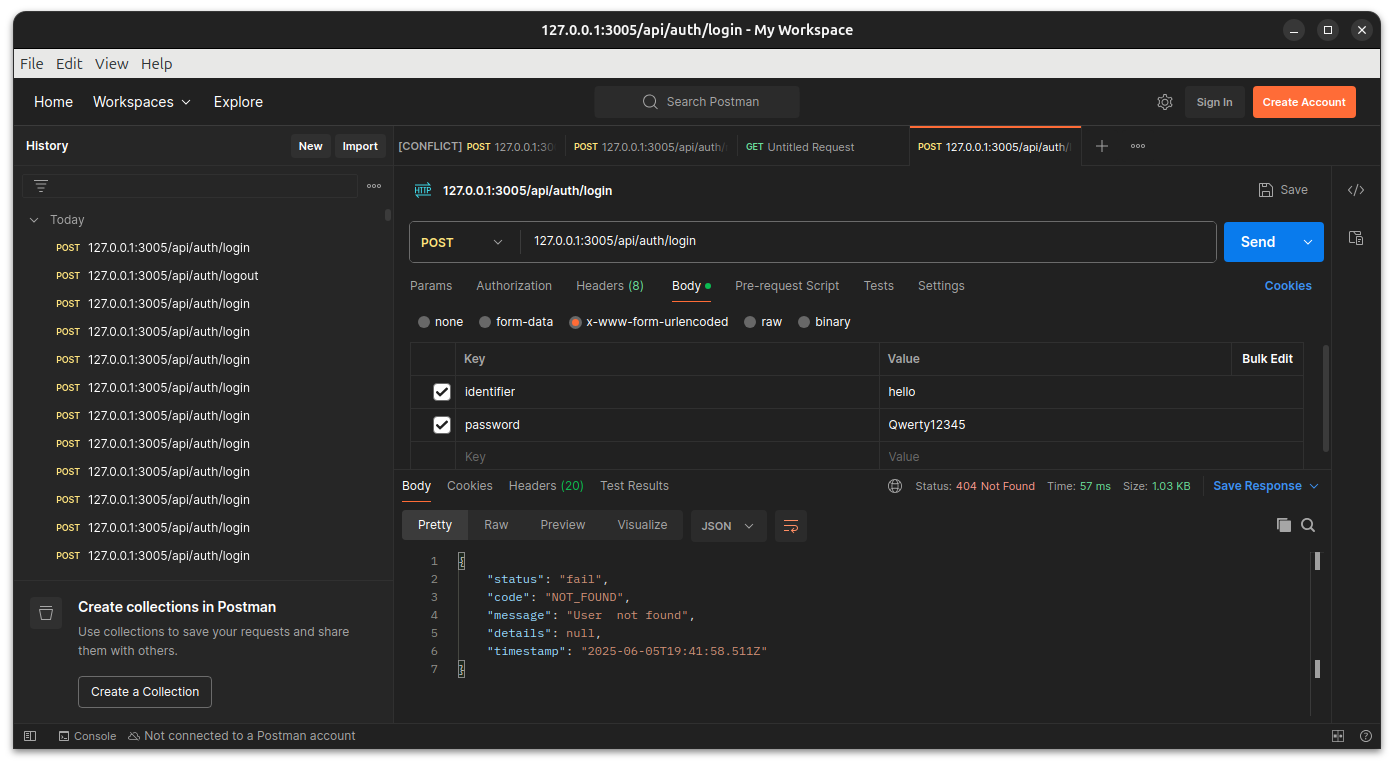 127.0.0.1:3005/api/auth/login - My Workspace
File Edit View Help
Home Workspaces Explore Search Postman Sign In Create Account
History New Import
[CONFLICT] POST 127.0.0.1:30 POST 127.0.0.1:3005/api/auth/ GET Untitled Request POST 127.0.0.1:3005/api/auth/
HTTP 127.0.0.1:3005/api/auth/login Save
Today
POST 127.0.0.1:3005/api/auth/login
POST 127.0.0.1:3005/api/auth/logout
POST 127.0.0.1:3005/api/auth/login
POST 127.0.0.1:3005/api/auth/login
POST 127.0.0.1:3005/api/auth/login
POST 127.0.0.1:3005/api/auth/login
POST 127.0.0.1:3005/api/auth/login
POST 127.0.0.1:3005/api/auth/login
POST 127.0.0.1:3005/api/auth/login
POST 127.0.0.1:3005/api/auth/login
POST 127.0.0.1:3005/api/auth/login
POST 127.0.0.1:3005/api/auth/login
Create collections in Postman
Use collections to save your requests and share
them with others.
Create a Collection
POST 127.0.0.1:3005/api/auth/login Send
Params Authorization Headers (8) Body Pre-request Script Tests Settings Cookies
none form-data x-www-form-urlencoded raw binary
Key Value Bulk Edit
identifier hello
password Qwerty12345
Key Value
Body Cookies Headers (20) Test Results Status: 404 Not Found Time: 57 ms Size: 1.03 KB Save Response
Pretty Raw Preview Visualize JSON
1 {
2 "status": "fail",
3 "code": "NOT_FOUND",
4 "message": "User  not found",
5 "details": null,
6 "timestamp": "2025-06-05T19:41:58.511Z"
7 }
Console Not connected to a Postman account